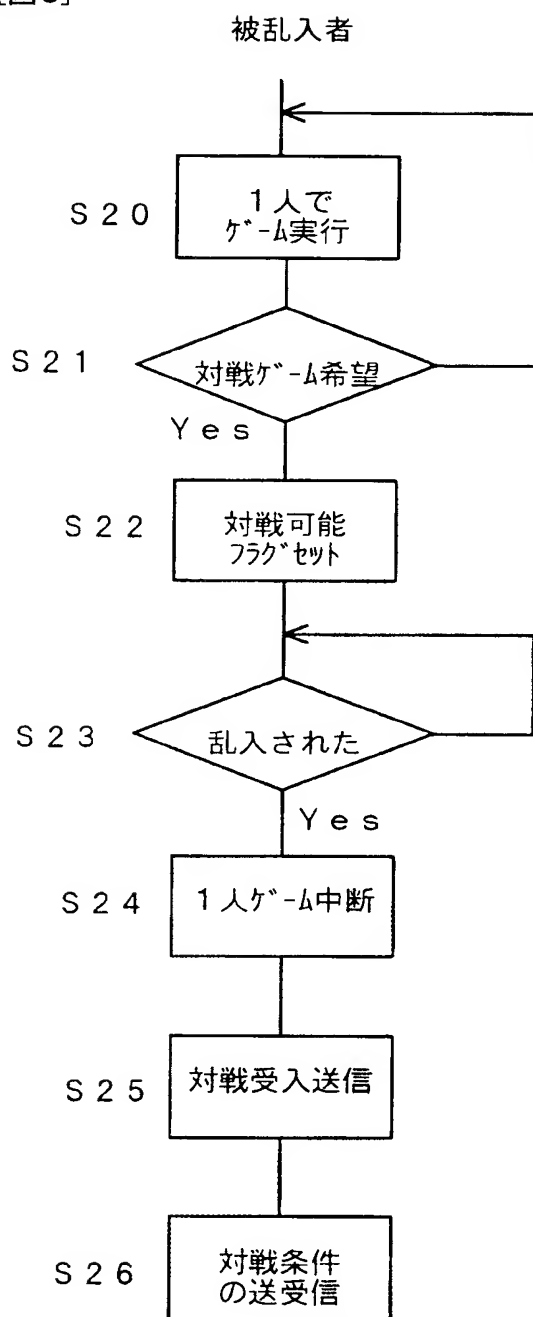 被乱入者
S20
1人で
ゲーム実行
S21
対戦ゲーム希望
Yes
S22
対戦可能
フラグセット
S23
乱入された
Yes
S24
1人ゲーム中断
S25
対戦受入送信
S26
対戦条件
の送受信